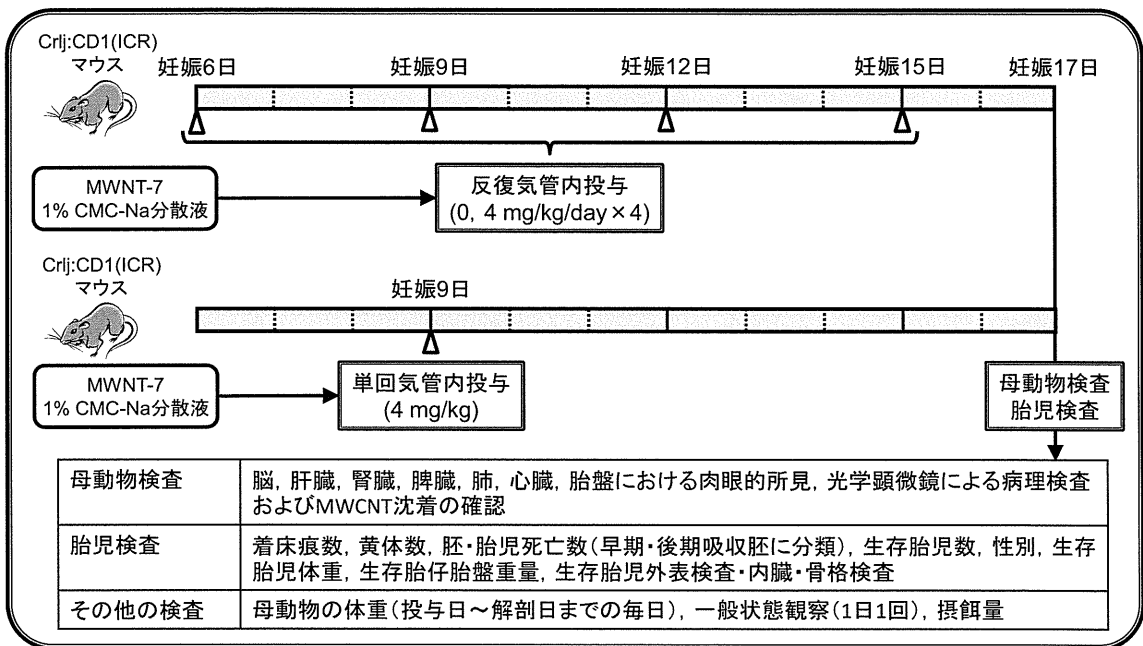 Crlj:CD1(ICR)
マウス
妊娠6日
妊娠9日
妊娠12日
妊娠15日
妊娠17日
MWNT-7
1% CMC-Na分散液
反復気管内投与
(0, 4 mg/kg/day×4)
Crlj:CD1(ICR)
マウス
妊娠9日
MWNT-7
1% CMC-Na分散液
単回気管内投与
(4 mg/kg)
母動物検査
胎児検査
母動物検査
脳, 肝臓, 腎臓, 脾臓, 肺, 心臓, 胎盤における肉眼的所見, 光学顕微鏡による病理検査
およびMWCNT沈着の確認
胎児検査
着床痕数, 黄体数, 胚・胎児死亡数(早期・後期吸収胚に分類), 生存胎児数, 性別, 生存
胎児体重, 生存胎仔胎盤重量, 生存胎児外表検査・内臓・骨格検査
その他の検査
母動物の体重(投与日～解剖日までの毎日), 一般状態観察(1日1回), 摂餌量